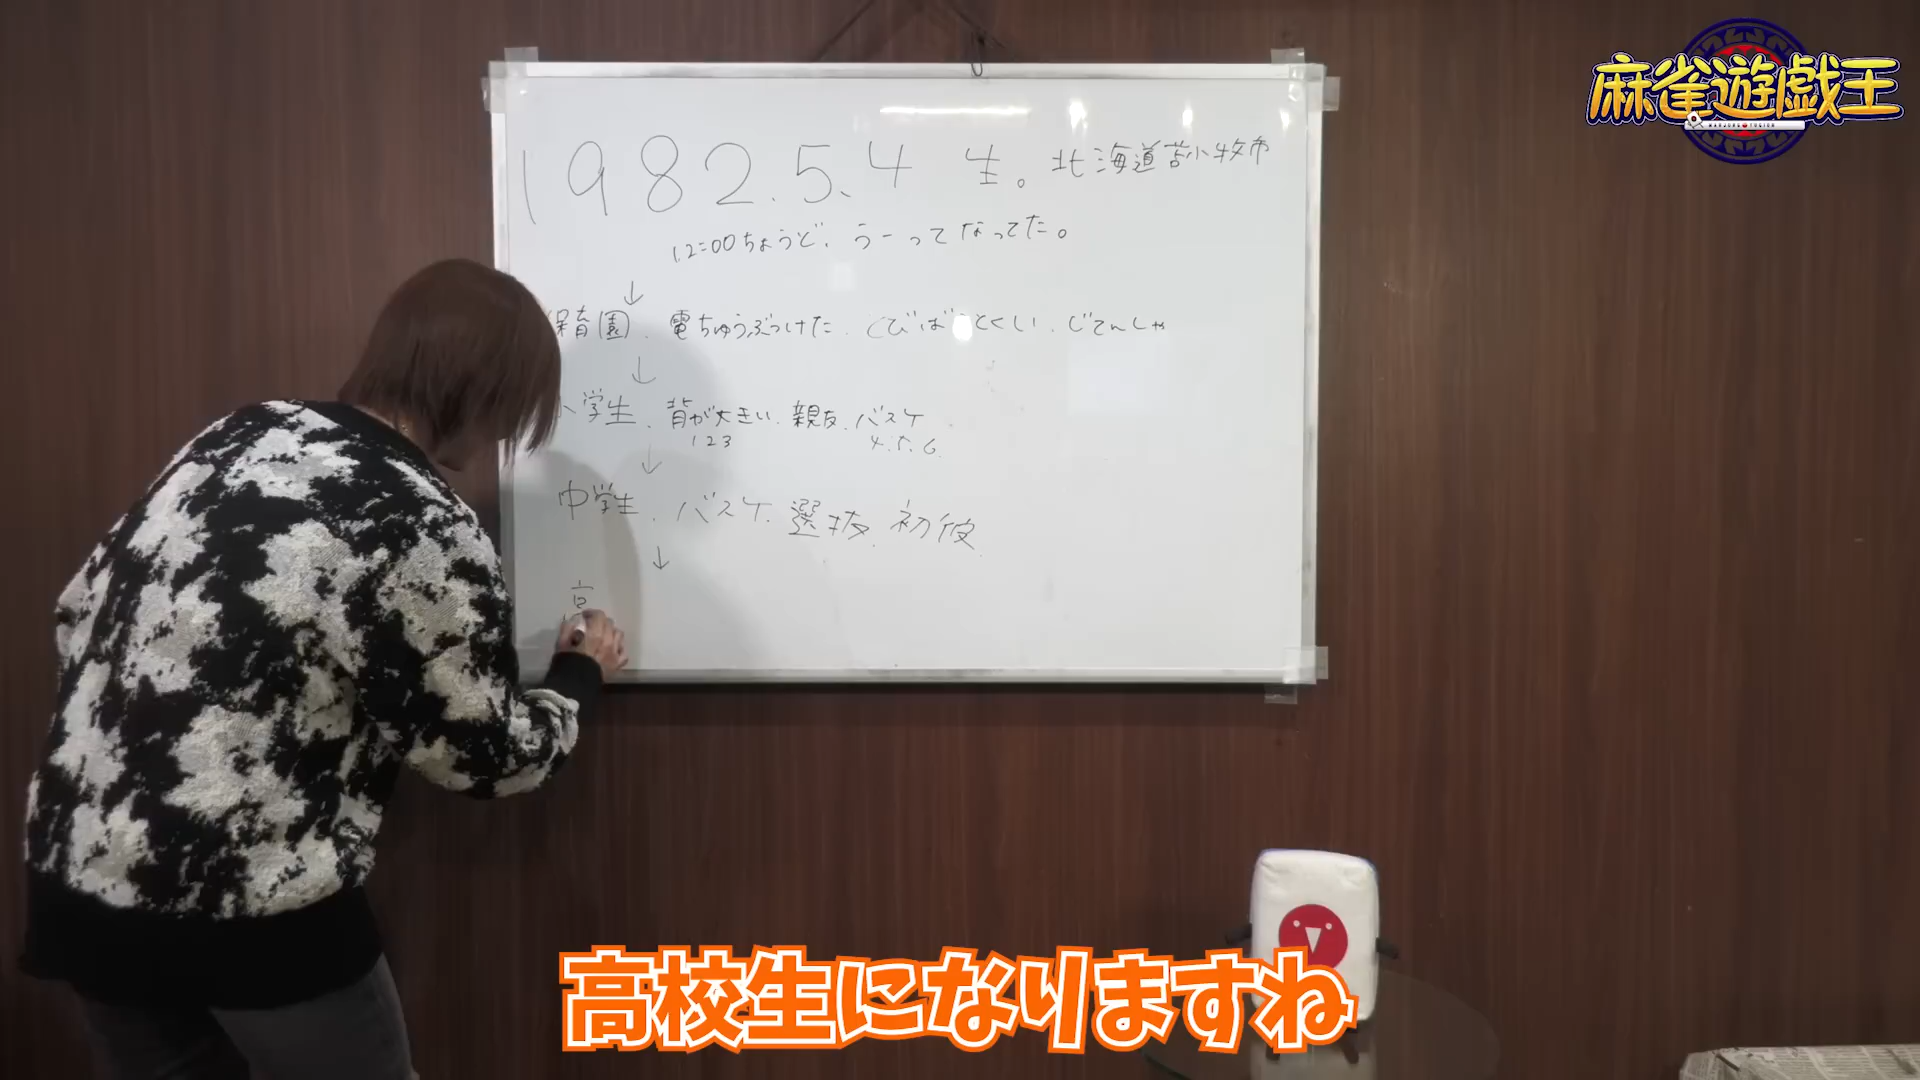 麻雀遊戯王
1982.5.4 生。北海道苫小牧市
12:00ちょうど、うーってなってた。
↓
保育園、電ちゅうぶつけた、とびばことくい、じてんしゃ
↓
小学生、背が大きい、親友、バスケ
1 2 3 4.5.6
↓
中学生、バスケ、選抜、初彼
↓
高
高校生になりますね